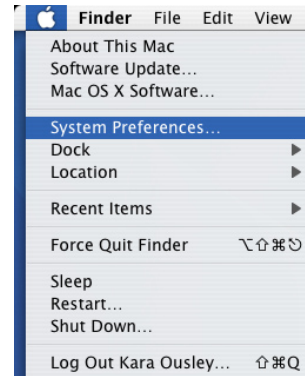 Finder File Edit View
About This Mac
Software Update...
Mac OS X Software...
System Preferences...
Dock
Location
Recent Items
Force Quit Finder ⌥⇧⌘⎋
Sleep
Restart...
Shut Down...
Log Out Kara Ousley... ⇧⌘Q